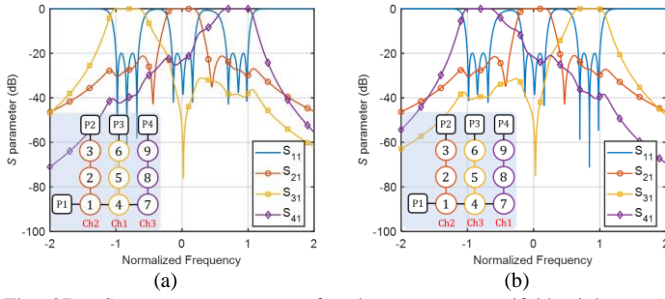 0
-20
-40
-60
-80
-100
S parameter (dB)
-2
-1
0
1
2
Normalized Frequency
P2
P3
P4
3
6
9
2
5
8
P1
1
4
7
Ch2
Ch1
Ch3
S11
S21
S31
S41
(a)
0
-20
-40
-60
-80
-100
S parameter (dB)
-2
-1
0
1
2
Normalized Frequency
P2
P3
P4
3
6
9
2
5
8
P1
1
4
7
Ch2
Ch3
Ch1
S11
S21
S31
S41
(b)